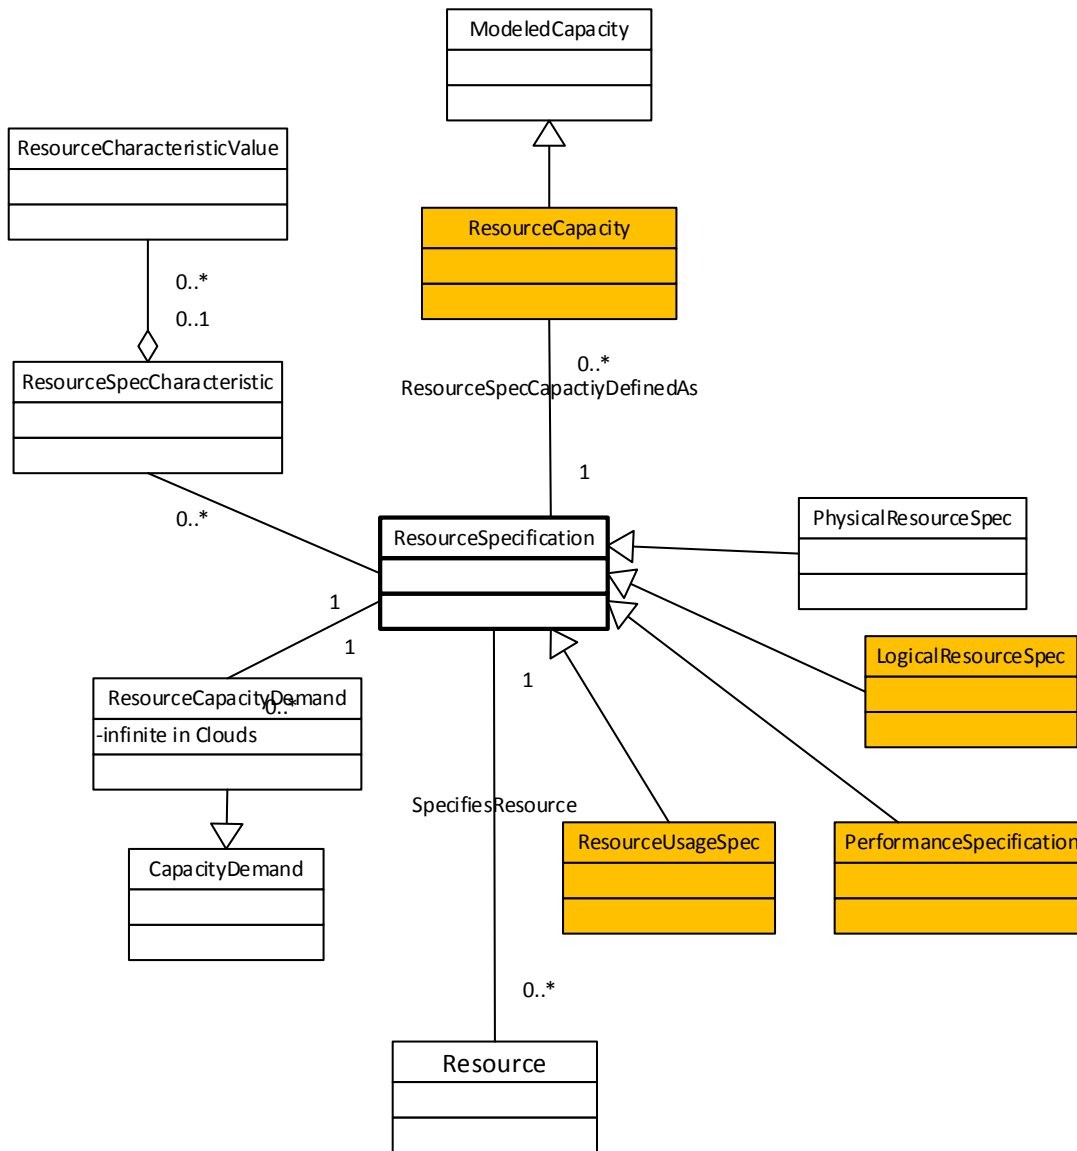 ModeledCapacity
ResourceCharacteristicValue
ResourceCapacity
0..*
0..1
0..*
ResourceSpecCharacteristic
ResourceSpecCapactiyDefinedAs
1
0..*
PhysicalResourceSpec
ResourceSpecification
1
1
LogicalResourceSpec
1
ResourceCapacityDemand
0..*
-infinite in Clouds
SpecifiesResource
ResourceUsageSpec
PerformanceSpecification
CapacityDemand
0..*
Resource